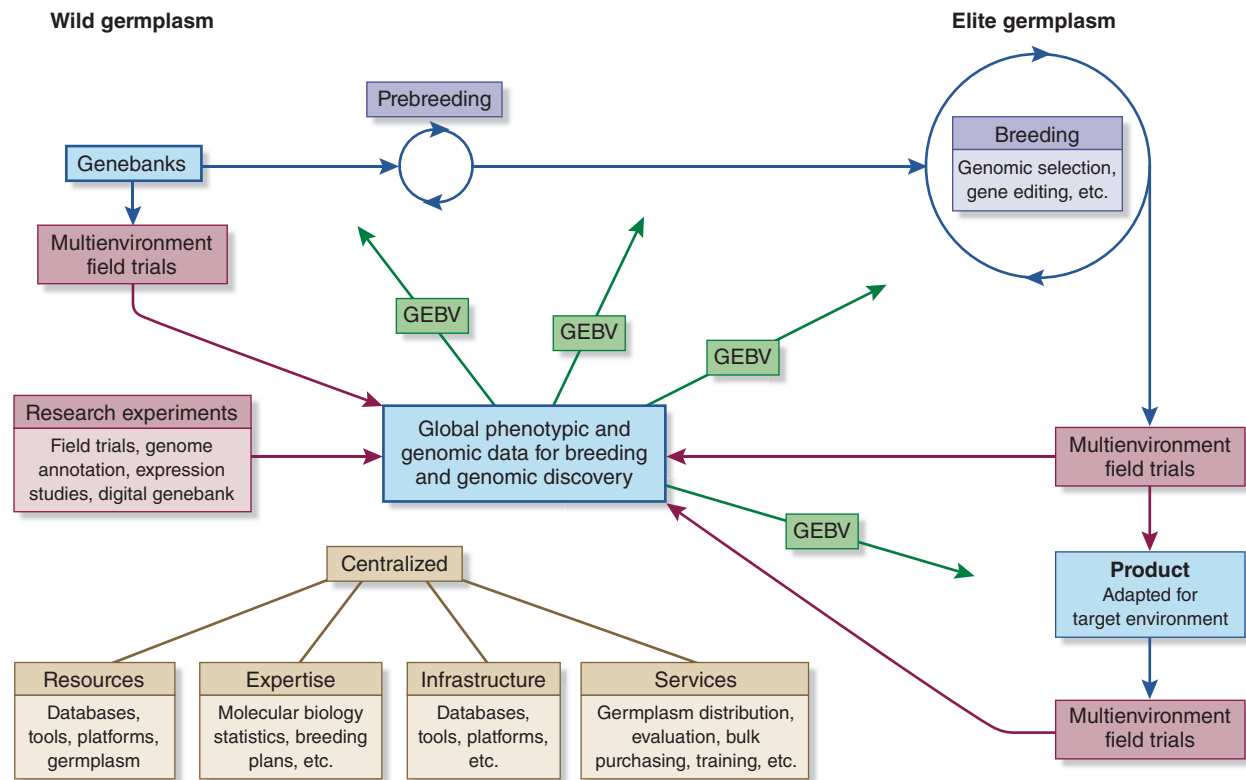 Wild germplasm
Elite germplasm
Prebreeding
Breeding
Genomic selection,
gene editing, etc.
Genebanks
Multienvironment
field trials
GEBV
GEBV
GEBV
Research experiments
Field trials, genome
annotation, expression
studies, digital genebank
Global phenotypic and
genomic data for breeding
and genomic discovery
Multienvironment
field trials
GEBV
Product
Adapted for
target environment
Centralized
Resources
Databases,
tools, platforms,
germplasm
Expertise
Molecular biology
statistics, breeding
plans, etc.
Infrastructure
Databases,
tools, platforms,
etc.
Services
Germplasm distribution,
evaluation, bulk
purchasing, training, etc.
Multienvironment
field trials